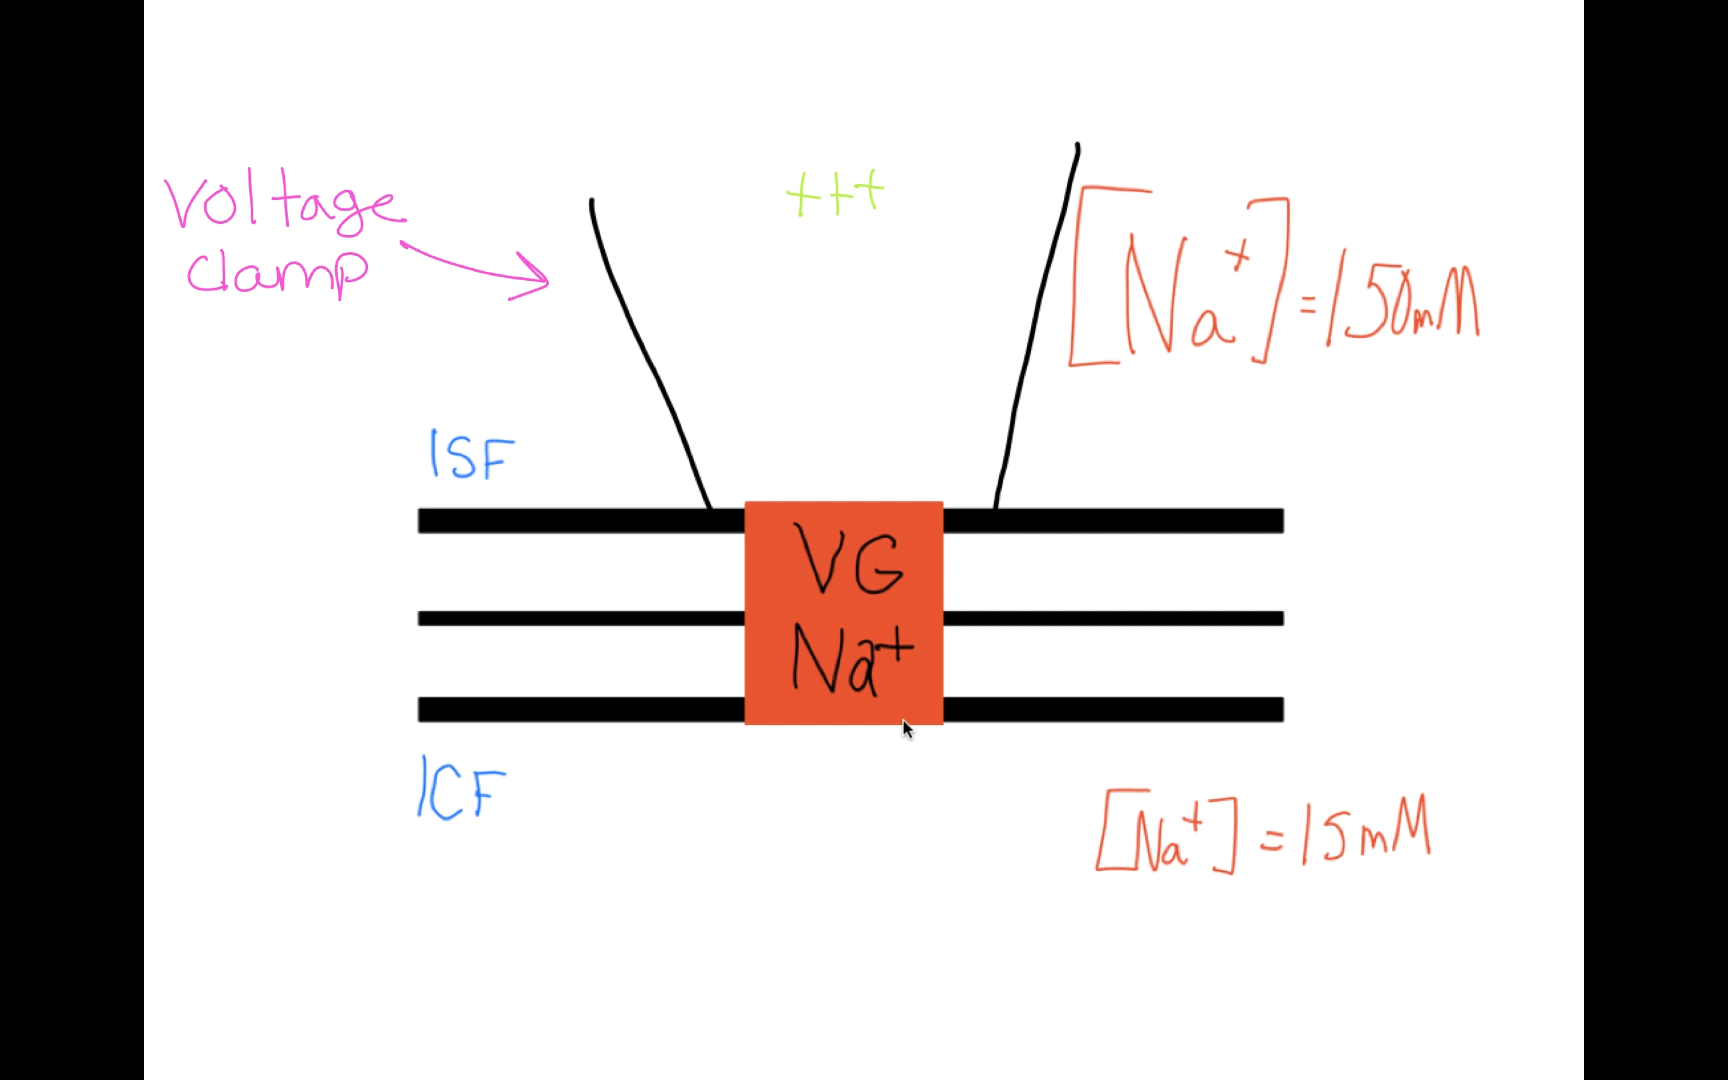 Voltage
clamp
+++
[Na+] = 150mM
ISF
VG
Na+
ICF
[Na+] = 15mM